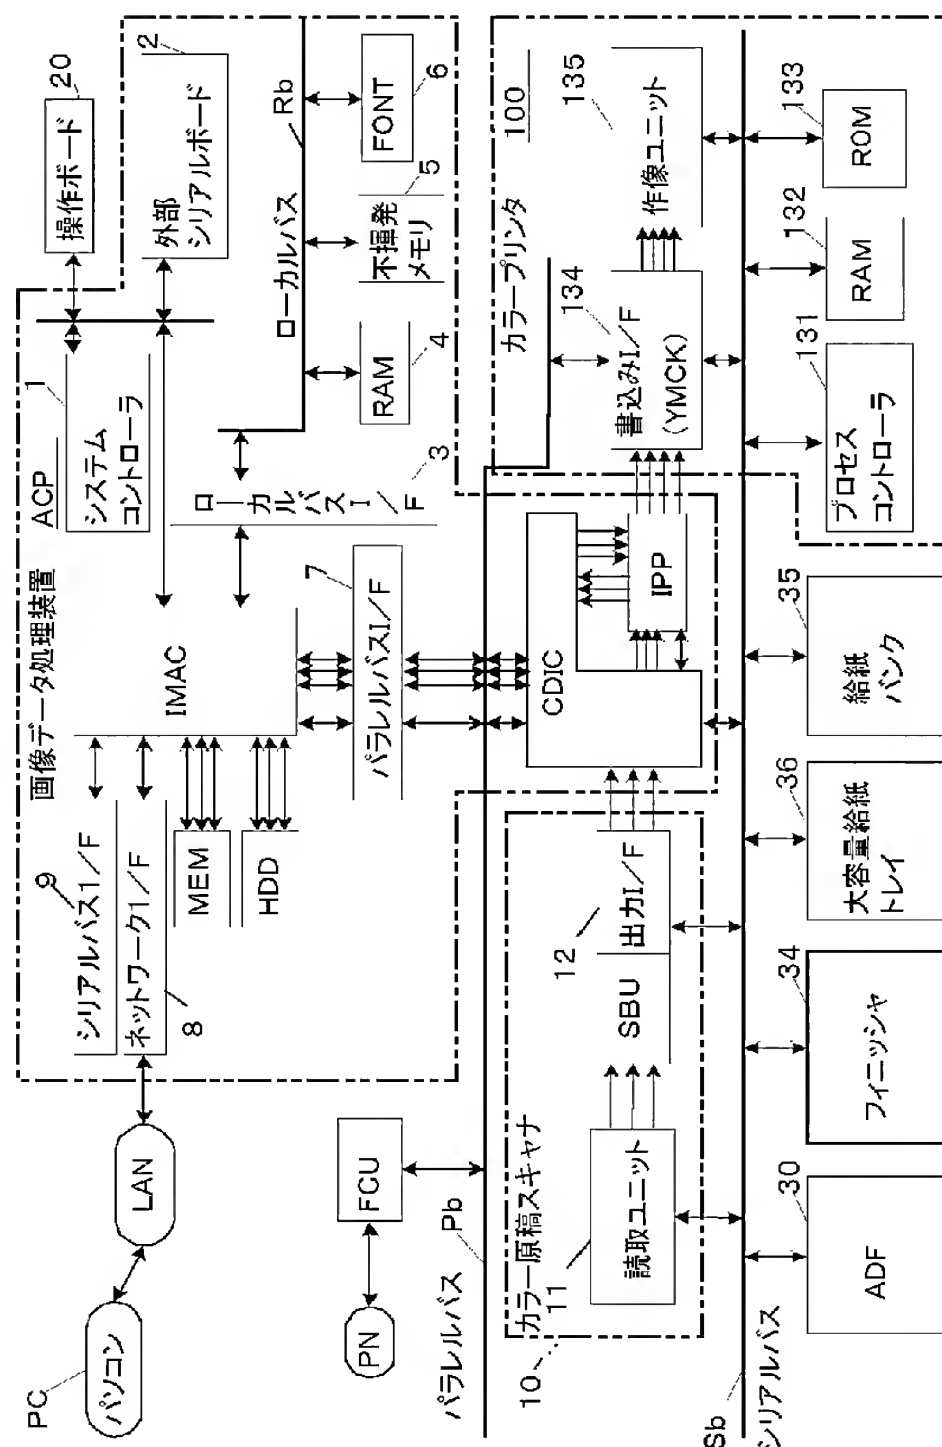 PC
パソコン
LAN
PN
FCU
画像データ処理装置
ACP
シリアルバス1/F
9
ネットワーク1/F
8
MEM
HDD
IMAC
システム
コントローラ
1
操作ボード
20
外部
シリアルボード
2
ローカルバスI/F
3
パラレルバスI/F
7
ローカルバス
Rb
RAM
4
不揮発
メモリ
5
FONT
6
パラレルバス
Pb
カラー原稿スキャナ
10
11
読取ユニット
SBU
出力I/F
12
CDIC
IPP
カラープリンタ
100
書込みI/F
(YMCK)
134
作像ユニット
135
Sb
シリアルバス
ADF
30
フィニッシャ
34
大容量給紙
トレイ
36
給紙
バンク
35
プロセス
コントローラ
131
RAM
132
ROM
133